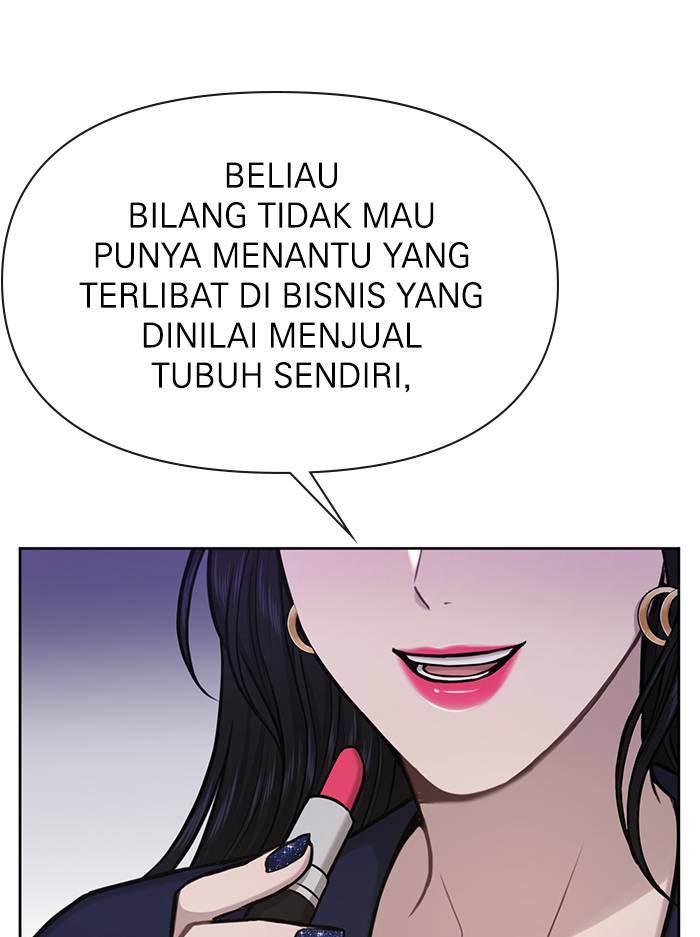 BELIAU
BILANG TIDAK MAU
PUNYA MENANTU YANG
TERLIBAT DI BISNIS YANG
DINILAI MENJUAL
TUBUH SENDIRI,